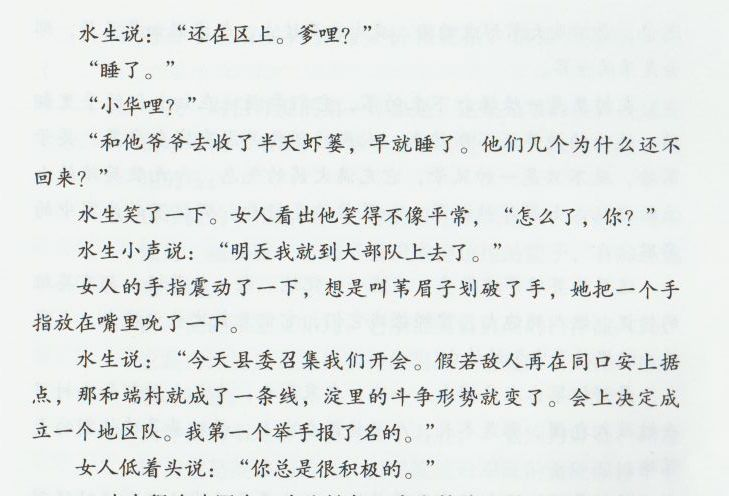 水生说：“还在区上。爹哩？”
“睡了。”
“小华哩？”
“和他爷爷去收了半天虾篓，早就睡了。他们几个为什么还不
回来？”
水生笑了一下。女人看出他笑得不像平常，“怎么了，你？”
水生小声说：“明天我就到大部队上去了。”
女人的手指震动了一下，想是叫苇眉子划破了手，她把一个手
指放在嘴里吮了一下。
水生说：“今天县委召集我们开会。假若敌人再在同口安上据
点，那和端村就成了一条线，淀里的斗争形势就变了。会上决定成
立一个地区队。我第一个举手报了名的。”
女人低着头说：“你总是很积极的。”